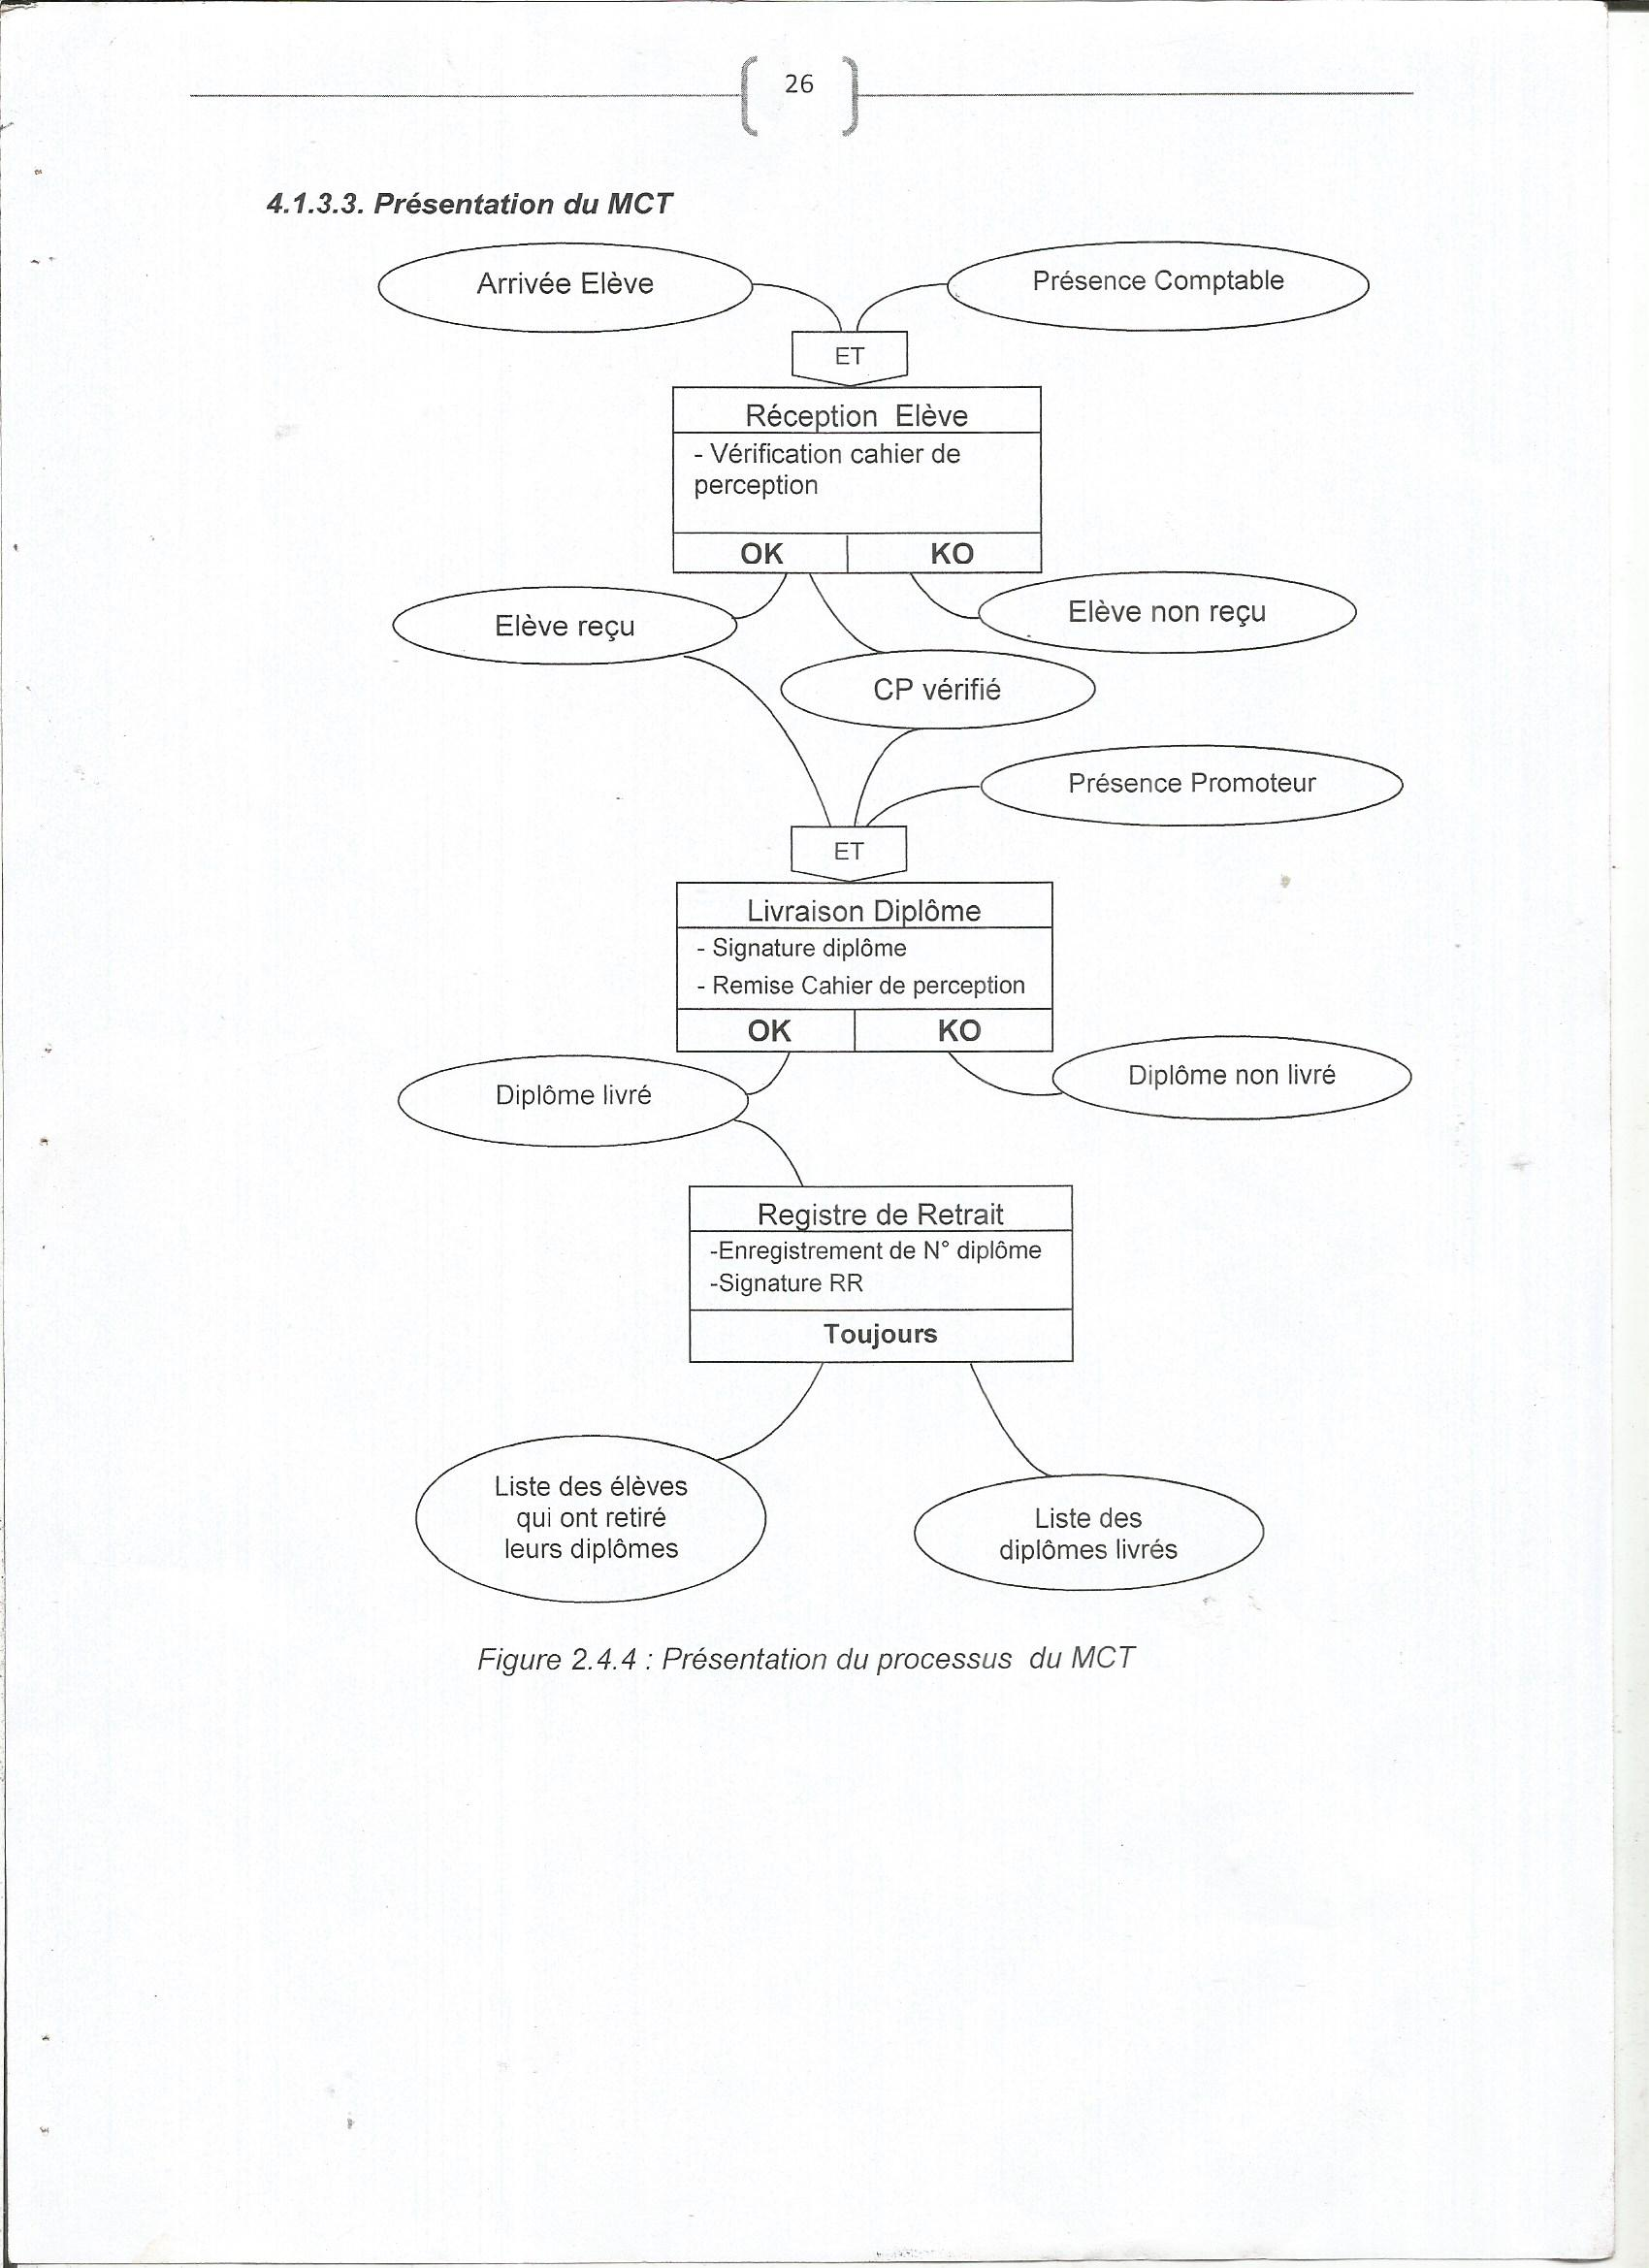 26
4.1.3.3. Présentation du MCT
Arrivée Elève
Présence Comptable
ET
Réception Elève
- Vérification cahier de
perception
OK
KO
Elève reçu
Elève non reçu
CP vérifié
Présence Promoteur
ET
Livraison Diplôme
- Signature diplôme
- Remise Cahier de perception
OK
KO
Diplôme livré
Diplôme non livré
Registre de Retrait
-Enregistrement de N° diplôme
-Signature RR
Toujours
Liste des élèves
qui ont retiré
leurs diplômes
Liste des
diplômes livrés
Figure 2.4.4 : Présentation du processus du MCT